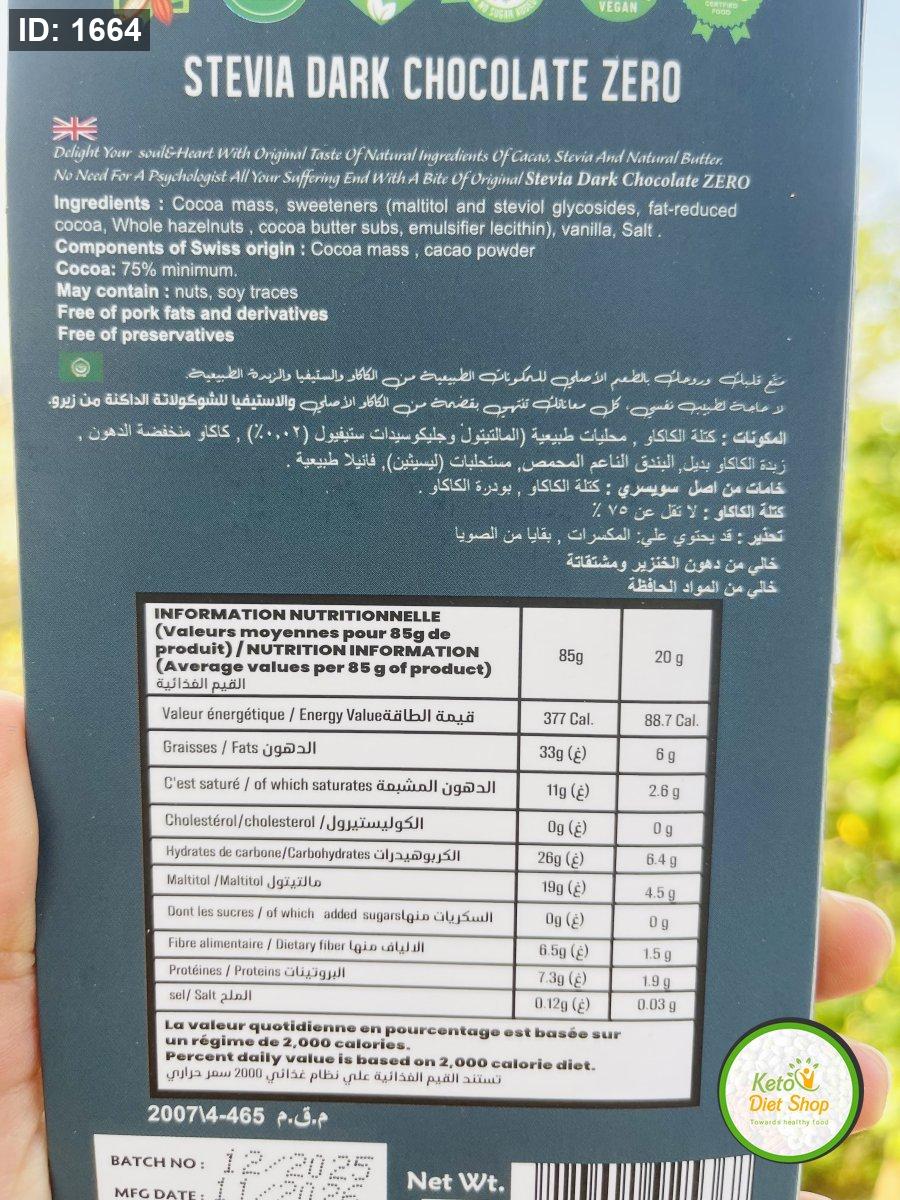 ID: 1664
NO SUGAR ADDED
VEGAN
CERTIFIED
FOOD
STEVIA DARK CHOCOLATE ZERO
Delight Your soul&Heart With Original Taste Of Natural Ingredients Of Cacao, Stevia And Natural Butter.
No Need For A Psychologist All Your Suffering End With A Bite Of Original Stevia Dark Chocolate ZERO
Ingredients : Cocoa mass, sweeteners (maltitol and steviol glycosides, fat-reduced
cocoa, Whole hazelnuts , cocoa butter subs, emulsifier lecithin), vanilla, Salt .
Components of Swiss origin : Cocoa mass , cacao powder
Cocoa: 75% minimum.
May contain : nuts, soy traces
Free of pork fats and derivatives
Free of preservatives
متّع قلبك وروحك بالطعم الأصلي للمكونات الطبيعية من الكاكاو والستيفيا والزبدة الطبيعية.
لا حاجة لطبيب نفسي، كل معاناتك تنتهي بقضمة من الكاكاو الأصلي والاستيفيا للشوكولاتة الداكنة من زيرو.
المكونات : كتلة الكاكاو , محليات طبيعية (المالتيتول وجليكوسيدات ستيفيول (٠,٠٢٪) , كاكاو منخفضة الدهون ,
زبدة الكاكاو بديل, البندق الناعم المحمص, مستحلبات (ليسيثين), فانيلا طبيعية .
خامات من اصل سويسري : كتلة الكاكاو , بودرة الكاكاو .
كتلة الكاكاو : لا تقل عن ٧٥ ٪
تحذير : قد يحتوي علي: المكسرات , بقايا من الصويا
خالي من دهون الخنزير ومشتقاتة
خالي من المواد الحافظة
INFORMATION NUTRITIONNELLE
(Valeurs moyennes pour 85g de
produit) / NUTRITION INFORMATION
(Average values per 85 g of product)
القيم الغذائية
85g 20 g
Valeur énergétique / Energy Value قيمة الطاقة 377 Cal. 88.7 Cal.
Graisses / Fats الدهون 33g (غ) 6 g
C'est saturé / of which saturates الدهون المشبعة 11g (غ) 2.6 g
Cholestérol/cholesterol /الكوليستيرول 0g (غ) 0 g
Hydrates de carbone/Carbohydrates الكربوهيدرات 26g (غ) 6.4 g
Maltitol /Maltitol مالتيتول 19g (غ) 4.5 g
Dont les sucres / of which added sugars السكريات منها 0g (غ) 0 g
Fibre alimentaire / Dietary fiber الالياف منها 6.5g (غ) 1.5 g
Protéines / Proteins البروتينات 7.3g (غ) 1.9 g
sel/ Salt الملح 0.12g (غ) 0.03 g
La valeur quotidienne en pourcentage est basée sur
un régime de 2,000 calories.
Percent daily value is based on 2,000 calorie diet.
تستند القيم الغذائية علي نظام غذائي 2000 سعر حراري
م.ق.م 465-4\2007
BATCH NO : 12/2025
MFG DATE :
Net Wt.
Keto
Diet Shop
Towards healthy food